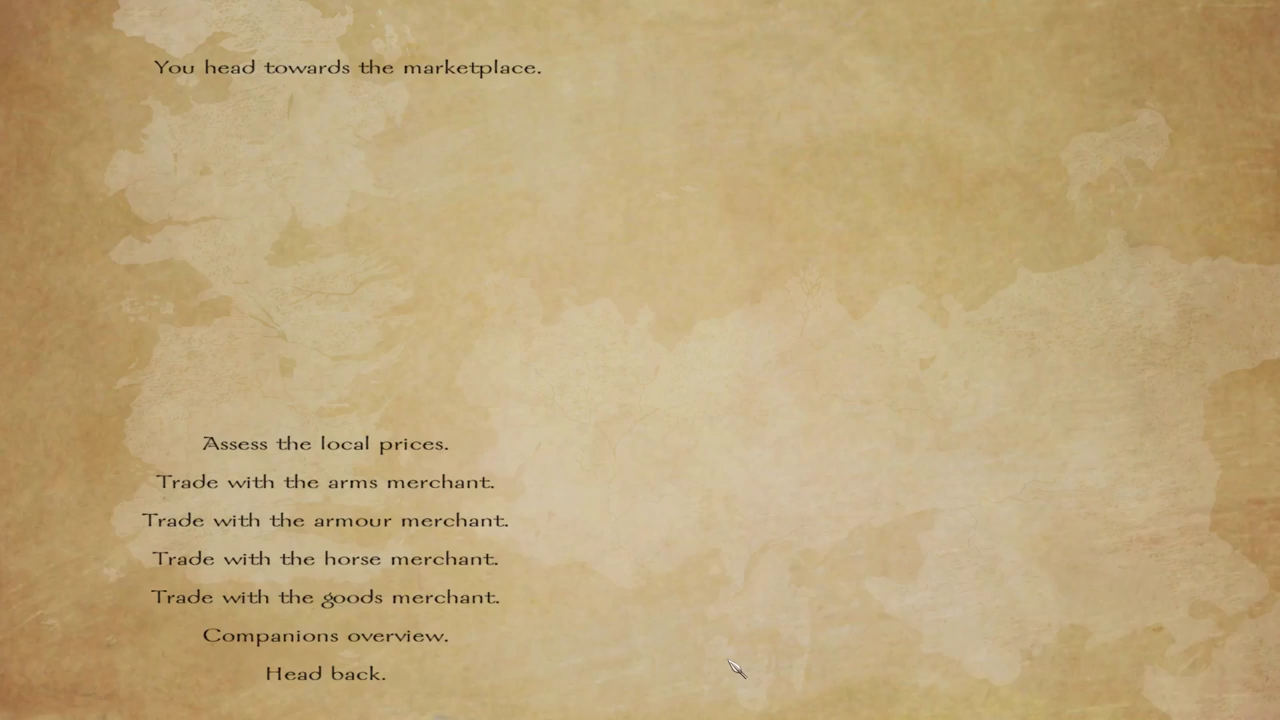 You head towards the marketplace.
Assess the local prices.
Trade with the arms merchant.
Trade with the armour merchant.
Trade with the horse merchant.
Trade with the goods merchant.
Companions overview.
Head back.